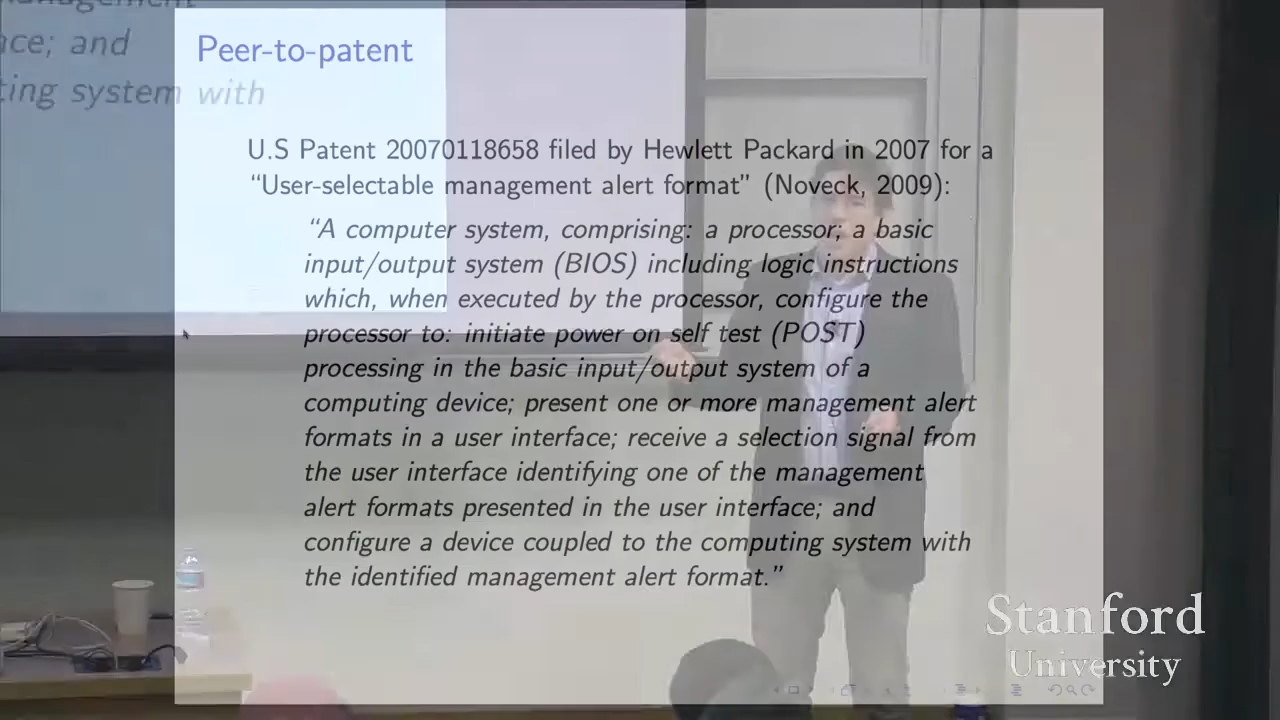 management
ce; and
ting system with
Peer-to-patent
U.S Patent 20070118658 filed by Hewlett Packard in 2007 for a
“User-selectable management alert format” (Noveck, 2009):
“A computer system, comprising: a processor; a basic
input/output system (BIOS) including logic instructions
which, when executed by the processor, configure the
processor to: initiate power on self test (POST)
processing in the basic input/output system of a
computing device; present one or more management alert
formats in a user interface; receive a selection signal from
the user interface identifying one of the management
alert formats presented in the user interface; and
configure a device coupled to the computing system with
the identified management alert format.”
Stanford
University